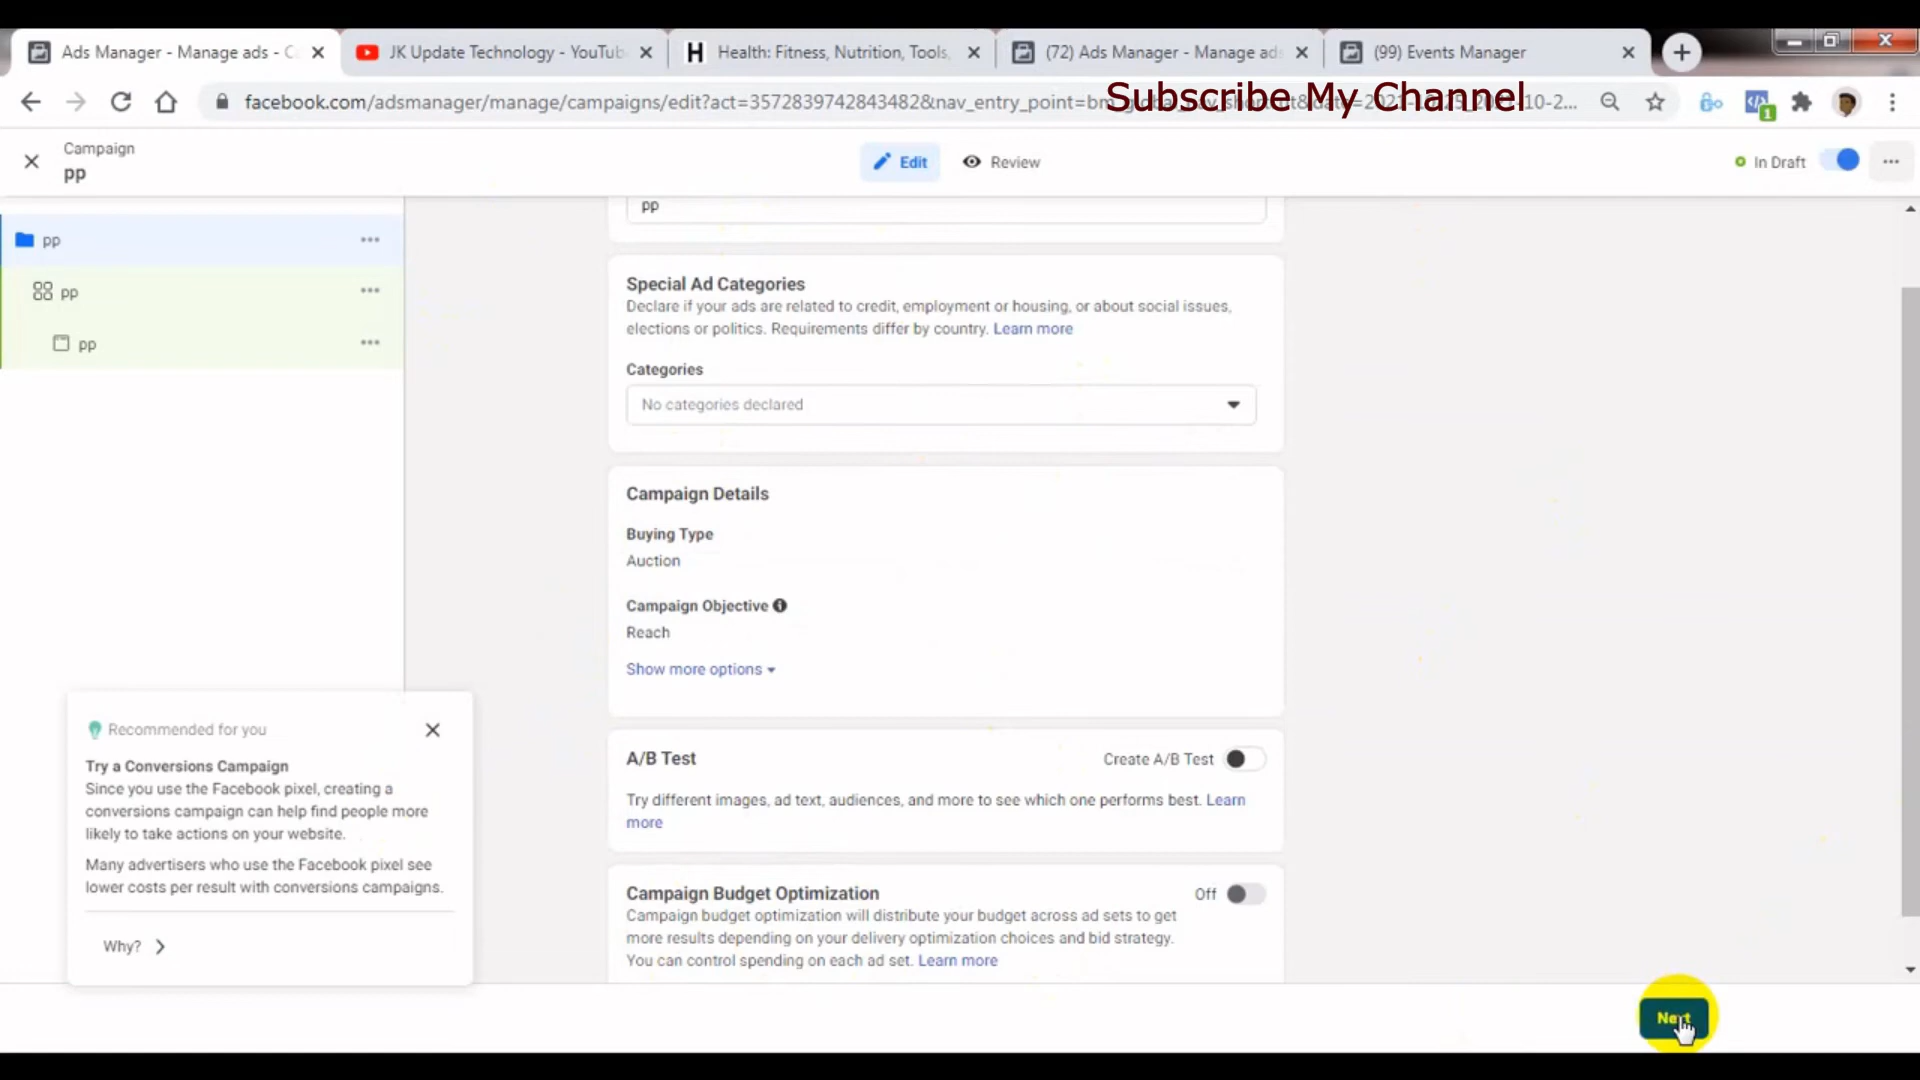 Ads Manager - Manage ads - C
JK Update Technology - YouTub
Health: Fitness, Nutrition, Tools,
(72) Ads Manager - Manage ads
(99) Events Manager
facebook.com/adsmanager/manage/campaigns/edit?act=3572839742843482&nav_entry_point=bm_
Subscribe My Channel
Campaign
pp
Edit
Review
In Draft
pp
pp
pp
pp
Special Ad Categories
Declare if your ads are related to credit, employment or housing, or about social issues,
elections or politics. Requirements differ by country. Learn more
Categories
No categories declared
Campaign Details
Buying Type
Auction
Campaign Objective
Reach
Show more options
A/B Test
Create A/B Test
Try different images, ad text, audiences, and more to see which one performs best. Learn
more
Campaign Budget Optimization
Off
Campaign budget optimization will distribute your budget across ad sets to get
more results depending on your delivery optimization choices and bid strategy.
You can control spending on each ad set. Learn more
Recommended for you
Try a Conversions Campaign
Since you use the Facebook pixel, creating a
conversions campaign can help find people more
likely to take actions on your website.
Many advertisers who use the Facebook pixel see
lower costs per result with conversions campaigns.
Why?
Next